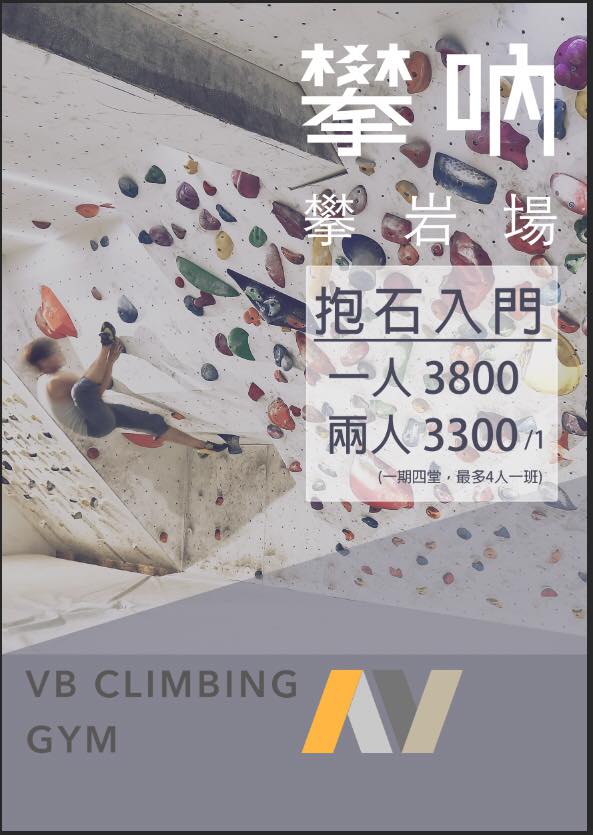 攀吶
攀岩場
抱石入門
一人 3800
兩人 3300/1
(一期四堂，最多4人一班)
VB CLIMBING
GYM